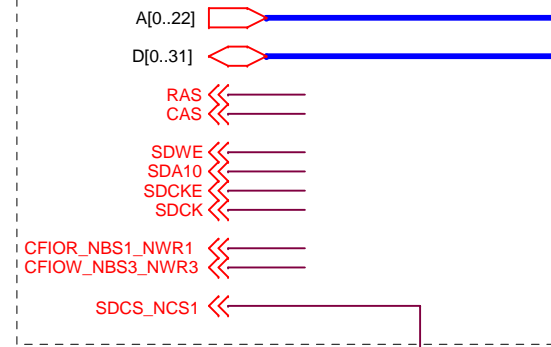 A[0..22]
D[0..31]
RAS
CAS
SDWE
SDA10
SDCKE
SDCK
CFIOR_NBS1_NWR1
CFIOW_NBS3_NWR3
SDCS_NCS1